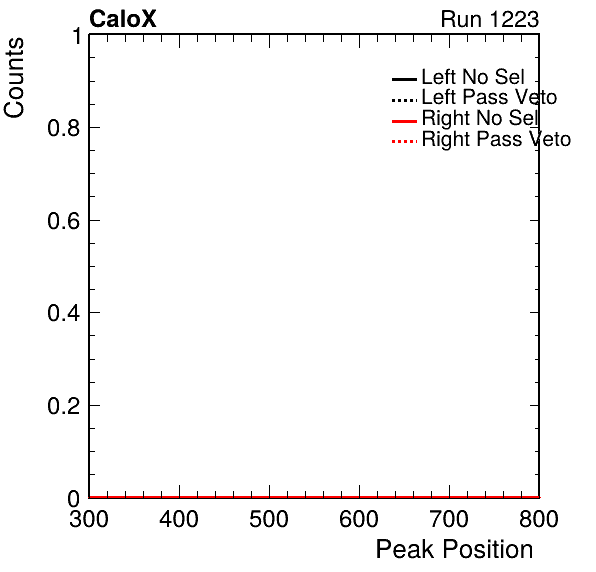 CaloX Run 1223
Counts
1
Left No Sel
Left Pass Veto
0.8
Right No Sel
Right Pass Veto
0.6
0.4
0.2
0
300 400 500 600 700 800
Peak Position